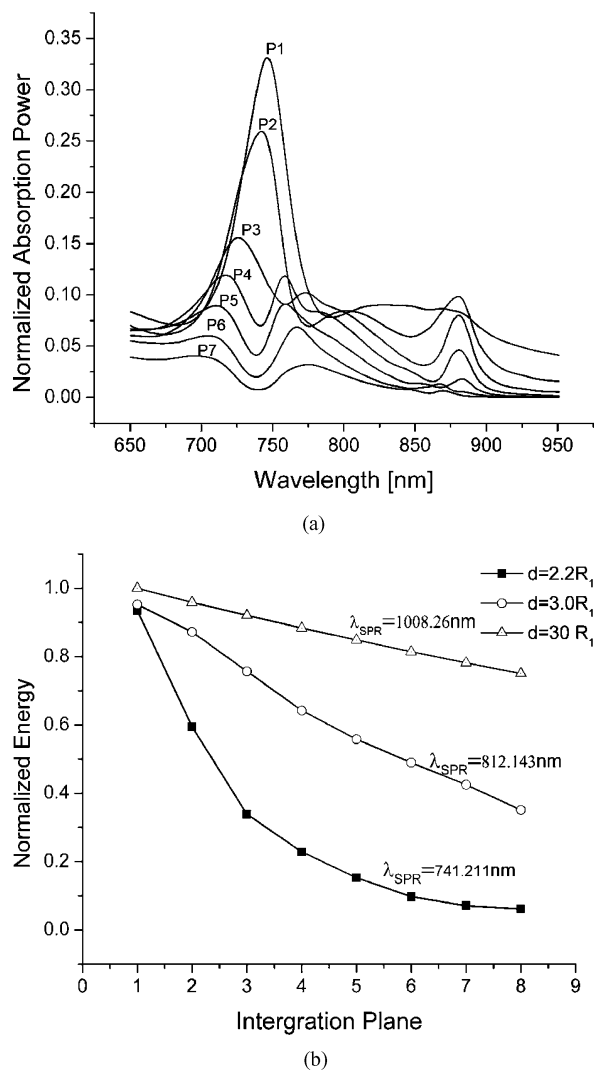 Normalized Absorption Power
0.35
0.30
0.25
0.20
0.15
0.10
0.05
0.00
P1
P2
P3
P4
P5
P6
P7
650 700 750 800 850 900 950
Wavelength [nm]
(a)
Normalized Energy
1.0
0.8
0.6
0.4
0.2
0.0
d=2.2R₁
d=3.0R₁
d=30 R₁
λSPR=1008.26nm
λSPR=812.143nm
λSPR=741.211nm
0 1 2 3 4 5 6 7 8 9
Intergration Plane
(b)